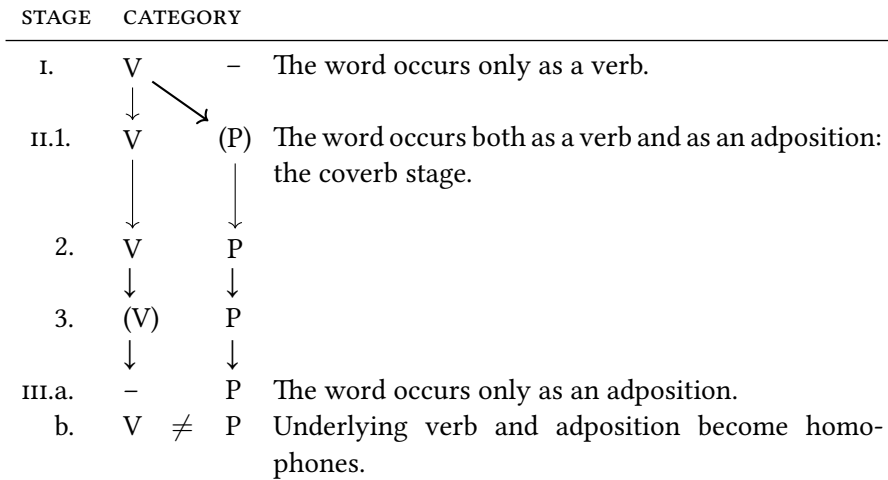 STAGE CATEGORY
I. V – The word occurs only as a verb.
II.1. V (P) The word occurs both as a verb and as an adposition:
the coverb stage.
2. V P
3. (V) P
III.a. – P The word occurs only as an adposition.
b. V ≠ P Underlying verb and adposition become homo-
phones.